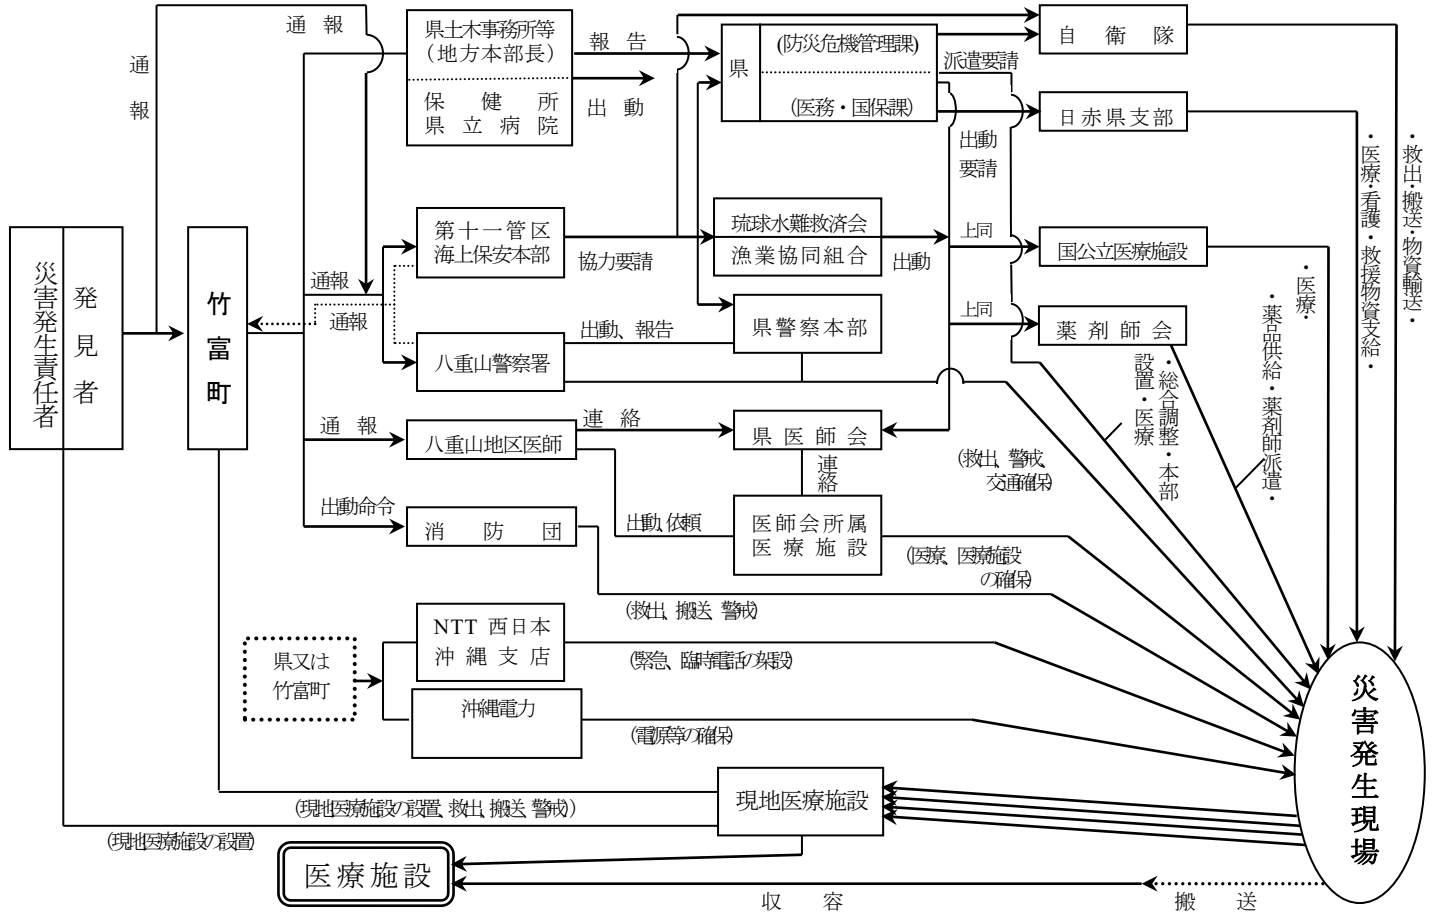 通報
通報
災害発生責任者
発見者
竹富町
県土木事務所等
（地方本部長）
保健所
県立病院
報告
出動
県
(防災危機管理課)
(医務・国保課)
派遣要請
出動
要請
自衛隊
日赤県支部
・救出・搬送・物資輸送・
・医療・看護・救援物資支給・
第十一管区
海上保安本部
協力要請
琉球水難救済会
漁業協同組合
出動
上同
国公立医療施設
・医療・
通報
通報
八重山警察署
出動、報告
県警察本部
上同
薬剤師会
・薬品供給・薬剤師派遣・
・総合調整・本部
設置・医療
通報
八重山地区医師
連絡
県医師会
連絡
(救出、警戒、
交通確保)
出動命令
消防団
出動、依頼
医師会所属
医療施設
(医療、医療施設
の確保)
(救出、搬送、警戒)
県又は
竹富町
NTT 西日本
沖縄支店
(緊急、臨時電話の架設)
沖縄電力
(電源等の確保)
災害発生現場
現地医療施設
(現地医療施設の設置、救出、搬送、警戒))
(現地医療施設の設置)
医療施設
収容
搬送